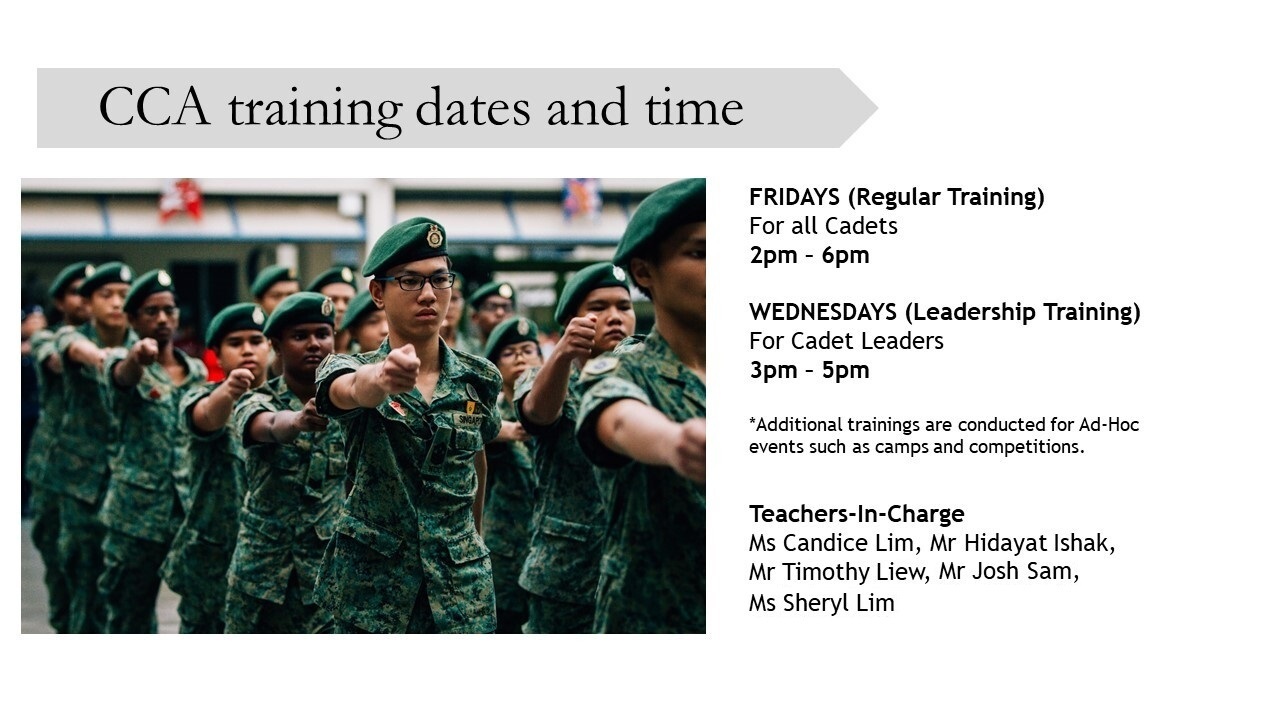 CCA training dates and time
FRIDAYS (Regular Training)
For all Cadets
2pm – 6pm
WEDNESDAYS (Leadership Training)
For Cadet Leaders
3pm – 5pm
*Additional trainings are conducted for Ad-Hoc
events such as camps and competitions.
Teachers-In-Charge
Ms Candice Lim, Mr Hidayat Ishak,
Mr Timothy Liew, Mr Josh Sam,
Ms Sheryl Lim